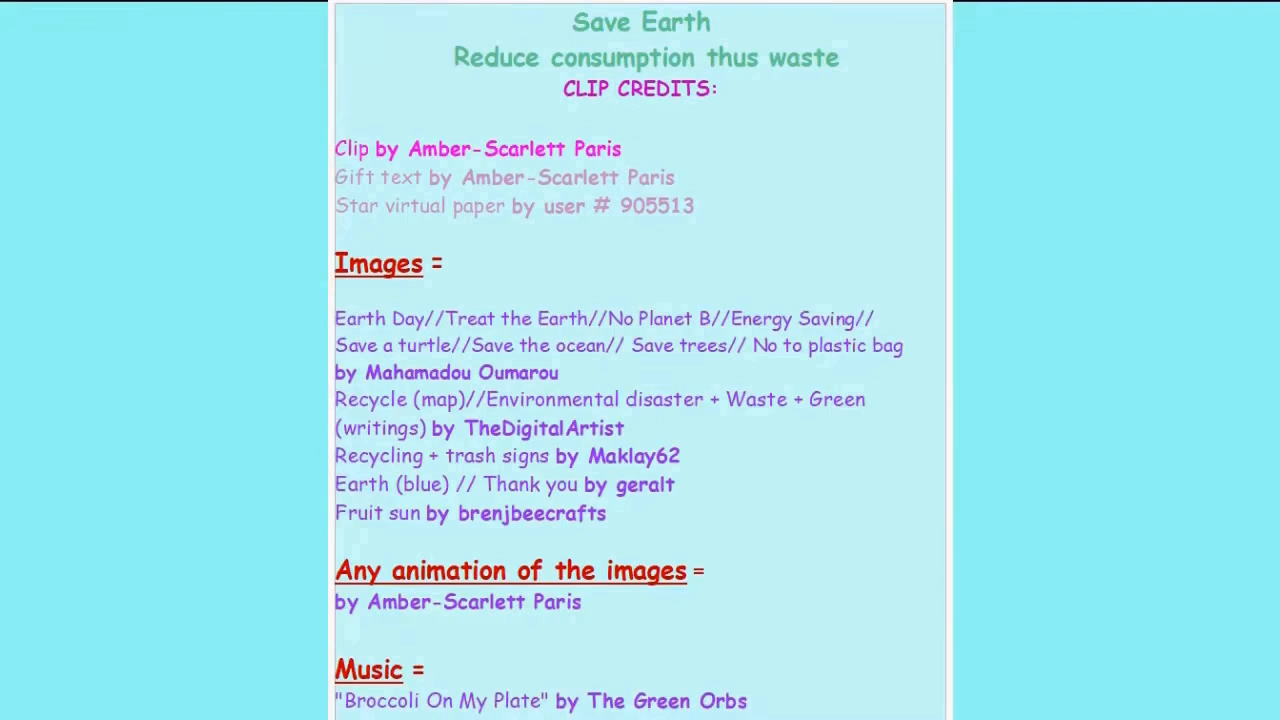 Save Earth
Reduce consumption thus waste
CLIP CREDITS:
Clip by Amber-Scarlett Paris
Gift text by Amber-Scarlett Paris
Star virtual paper by user # 905513
Images =
Earth Day//Treat the Earth//No Planet B//Energy Saving//
Save a turtle//Save the ocean// Save trees// No to plastic bag
by Mahamadou Oumarou
Recycle (map)//Environmental disaster + Waste + Green
(writings) by TheDigitalArtist
Recycling + trash signs by Maklay62
Earth (blue) // Thank you by geralt
Fruit sun by brenjbeecrafts
Any animation of the images =
by Amber-Scarlett Paris
Music =
"Broccoli On My Plate" by The Green Orbs